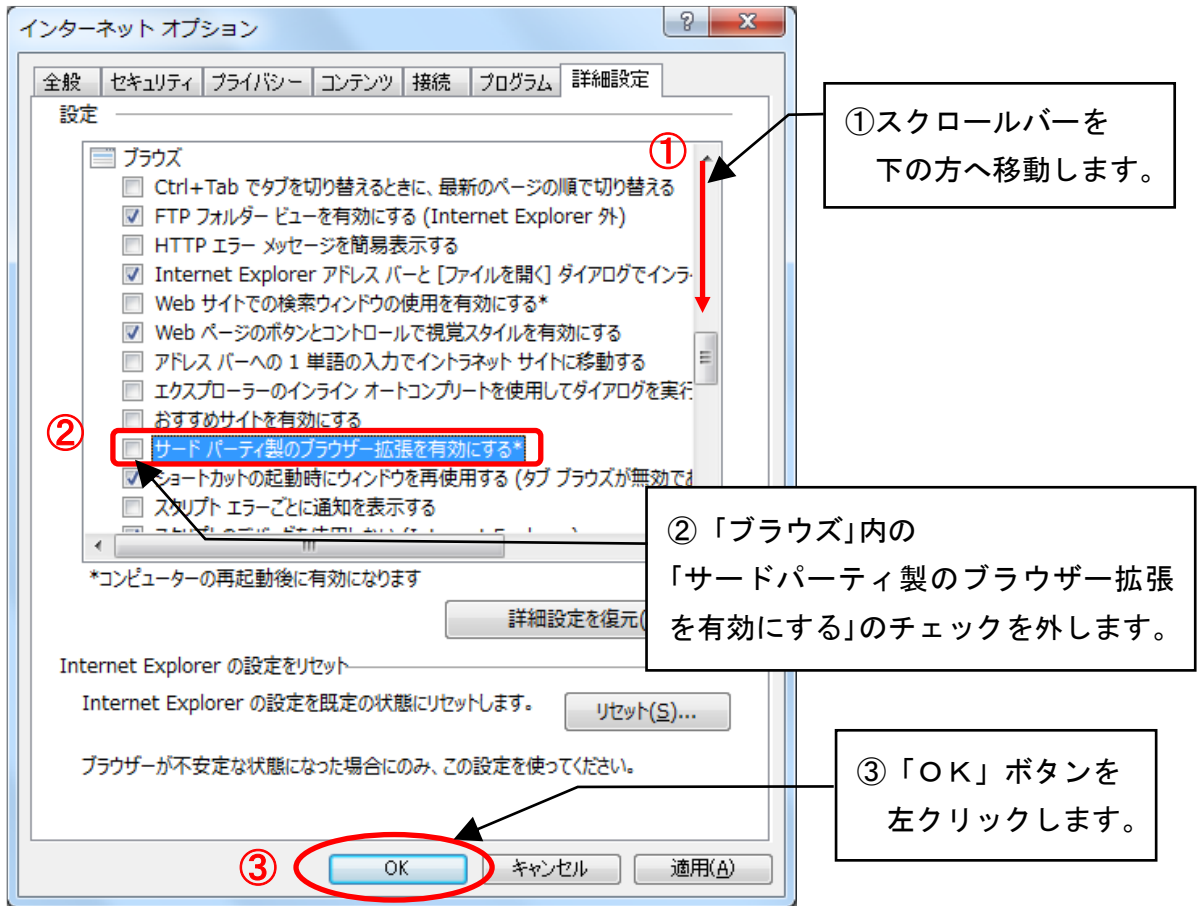 インターネット オプション
全般 セキュリティ プライバシー コンテンツ 接続 プログラム 詳細設定
設定
ブラウズ
①
Ctrl+Tab でタブを切り替えるときに、最新のページの順で切り替える
FTP フォルダー ビューを有効にする (Internet Explorer 外)
HTTP エラー メッセージを簡易表示する
Internet Explorer アドレス バーと [ファイルを開く] ダイアログでインラ
Web サイトでの検索ウィンドウの使用を有効にする*
Web ページのボタンとコントロールで視覚スタイルを有効にする
アドレス バーへの 1 単語の入力でイントラネット サイトに移動する
エクスプローラーのインライン オートコンプリートを使用してダイアログを実行
おすすめサイトを有効にする
②
サード パーティ製のブラウザー拡張を有効にする*
ショートカットの起動時にウィンドウを再使用する (タブ ブラウズが無効であ
スクリプト エラーごとに通知を表示する
*コンピューターの再起動後に有効になります
詳細設定を復元(
Internet Explorer の設定をリセット
Internet Explorer の設定を既定の状態にリセットします。
リセット(S)...
ブラウザーが不安定な状態になった場合にのみ、この設定を使ってください。
③
OK キャンセル 適用(A)
①スクロールバーを
下の方へ移動します。
②「ブラウズ」内の
「サードパーティ製のブラウザー拡張
を有効にする」のチェックを外します。
③「OK」ボタンを
左クリックします。